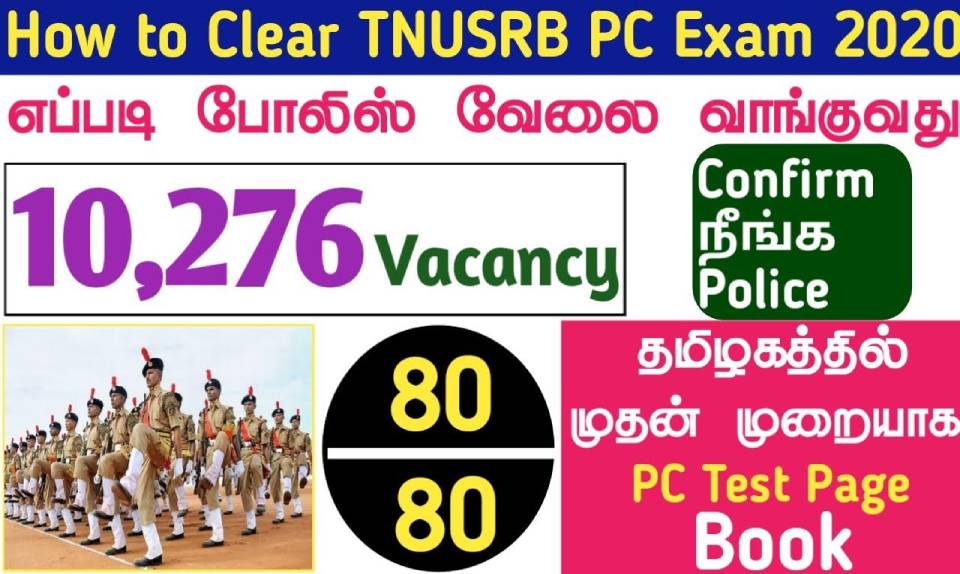 How to Clear TNUSRB PC Exam 2020
எப்படி போலிஸ் வேலை வாங்குவது
10,276 Vacancy
Confirm
நீங்க
Police
80
80
தமிழகத்தில்
முதன் முறையாக
PC Test Page
Book